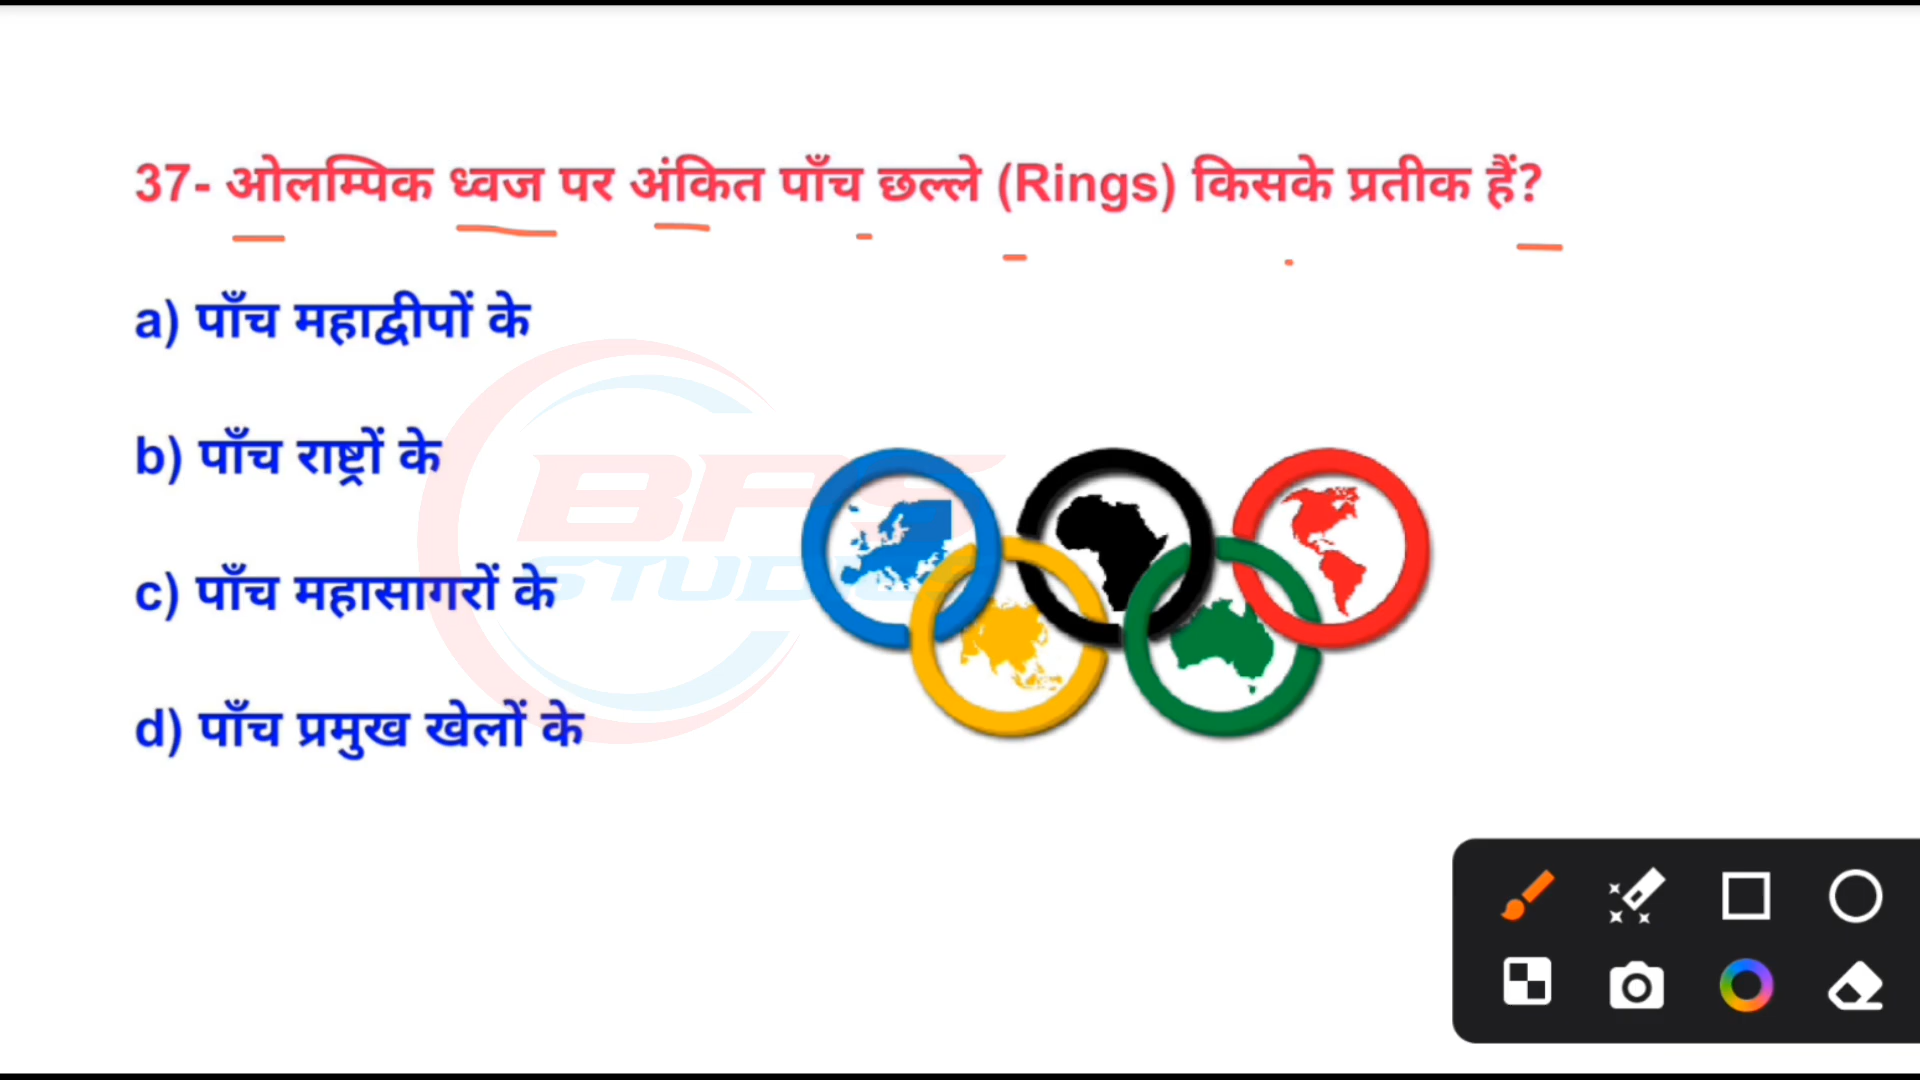 37- ओलम्पिक ध्वज पर अंकित पाँच छल्ले (Rings) किसके प्रतीक हैं?
a) पाँच महाद्वीपों के
b) पाँच राष्ट्रों के
c) पाँच महासागरों के
d) पाँच प्रमुख खेलों के